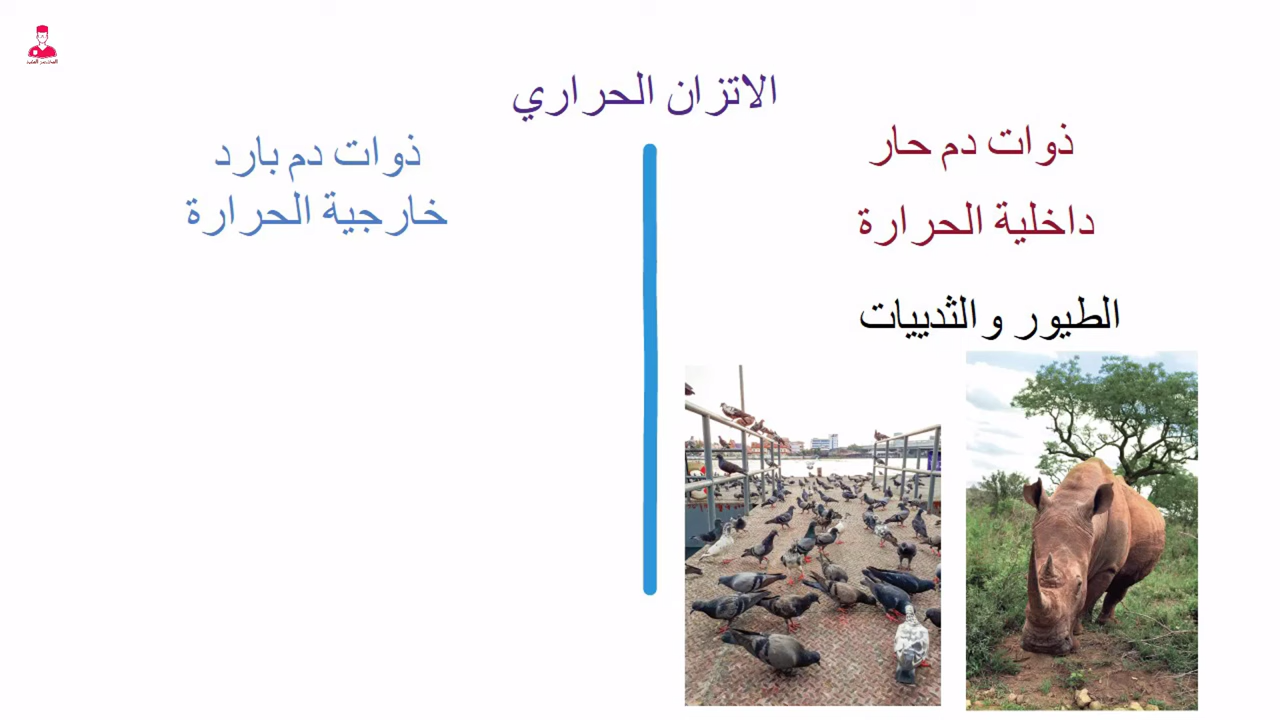 الاتزان الحراري
ذوات دم حار
داخلية الحرارة
الطيور والثدييات
ذوات دم بارد
خارجية الحرارة